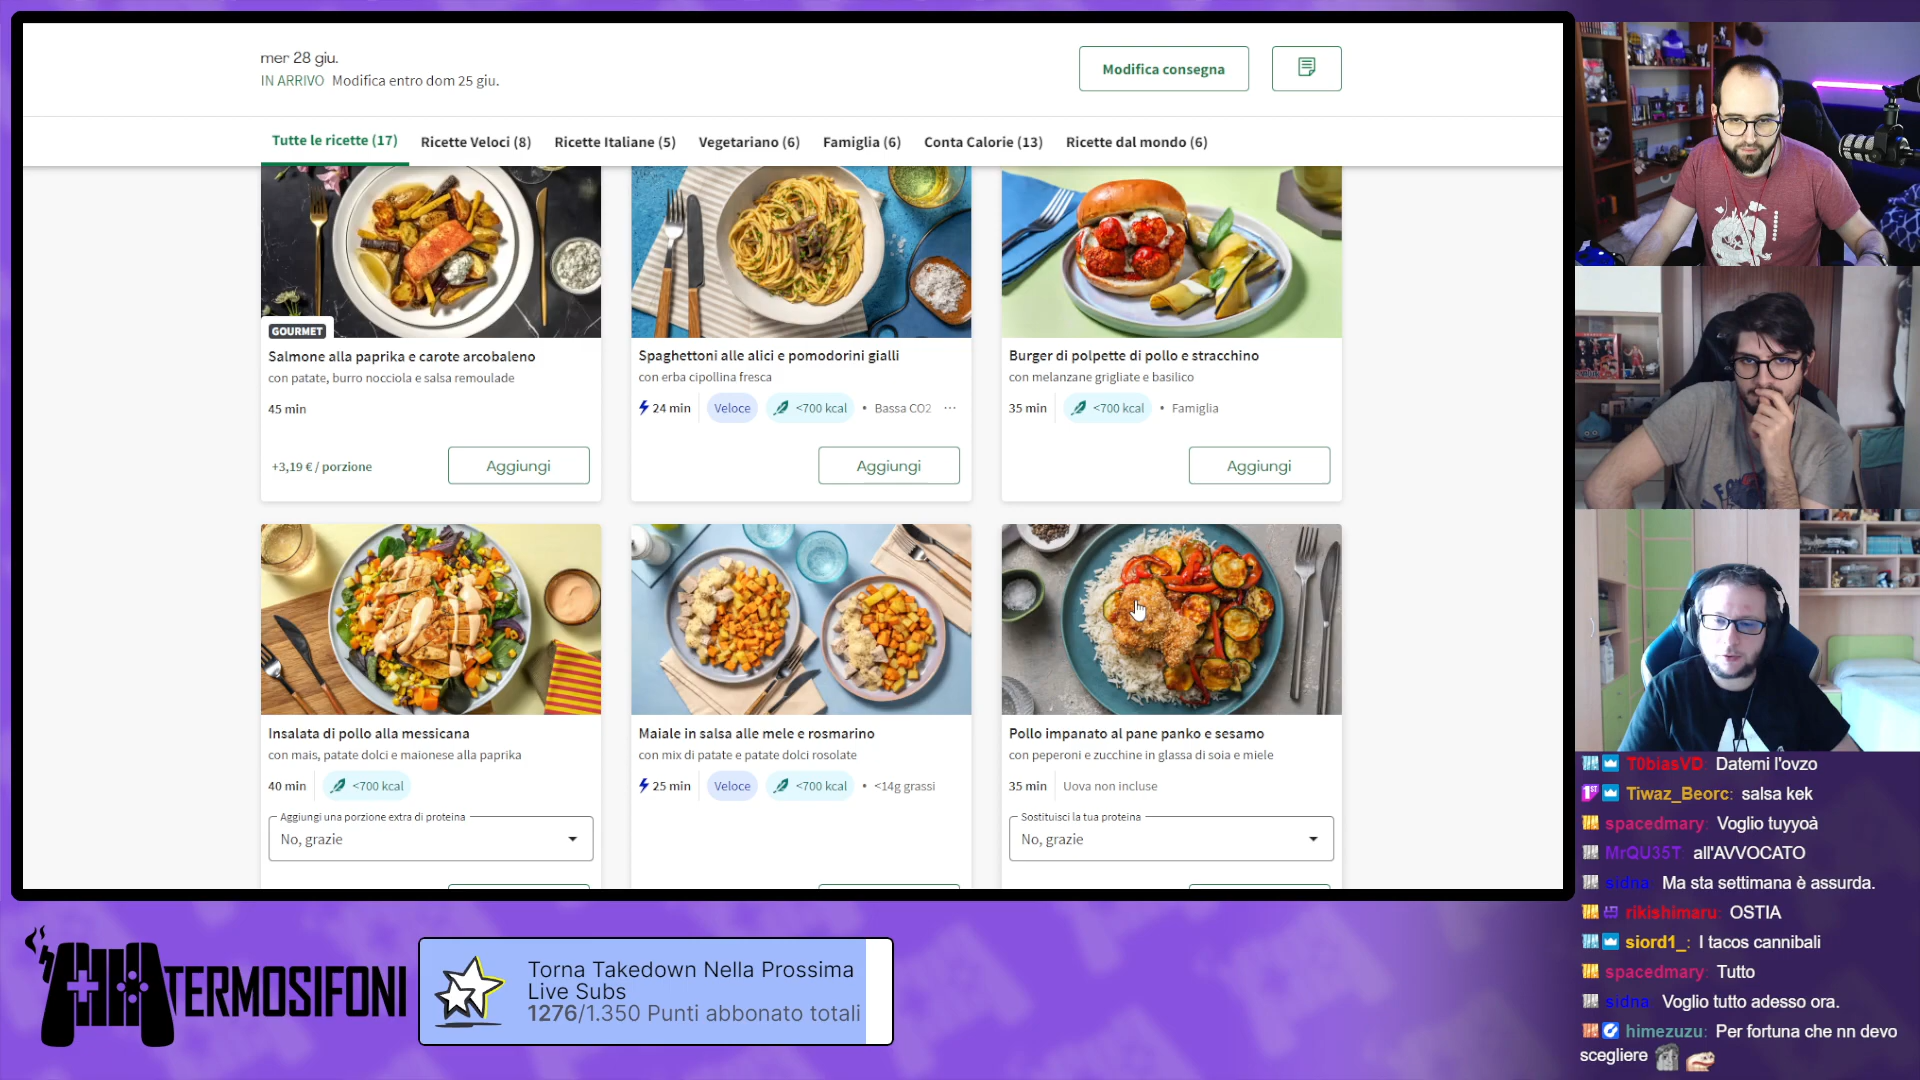 mer 28 giu.
IN ARRIVO Modifica entro dom 25 giu.
Modifica consegna
Tutte le ricette (17)
Ricette Veloci (8)
Ricette Italiane (5)
Vegetariano (6)
Famiglia (6)
Conta Calorie (13)
Ricette dal mondo (6)
GOURMET
Salmone alla paprika e carote arcobaleno
con patate, burro nocciola e salsa remoulade
45 min
+3,19 € / porzione
Aggiungi
Spaghettoni alle alici e pomodorini gialli
con erba cipollina fresca
24 min Veloce <700 kcal • Bassa CO2 ...
Aggiungi
Burger di polpette di pollo e stracchino
con melanzane grigliate e basilico
35 min <700 kcal • Famiglia
Aggiungi
Insalata di pollo alla messicana
con mais, patate dolci e maionese alla paprika
40 min <700 kcal
Aggiungi una porzione extra di proteina
No, grazie
Maiale in salsa alle mele e rosmarino
con mix di patate e patate dolci rosolate
25 min Veloce <700 kcal • <14g grassi
Pollo impanato al pane panko e sesamo
con peperoni e zucchine in glassa di soia e miele
35 min Uova non incluse
Sostituisci la tua proteina
No, grazie
TERMOSIFONI
Torna Takedown Nella Prossima
Live Subs
1276/1.350 Punti abbonato totali
T0biasVD: Datemi l'ovzo
1ST Tiwaz_Beorc: salsa kek
spacedmary: Voglio tuyyoà
MrQU35T: all'AVVOCATO
sidna: Ma sta settimana è assurda.
rikishimaru: OSTIA
siord1_: I tacos cannibali
spacedmary: Tutto
sidna: Voglio tutto adesso ora.
himezuzu: Per fortuna che nn devo
scegliere